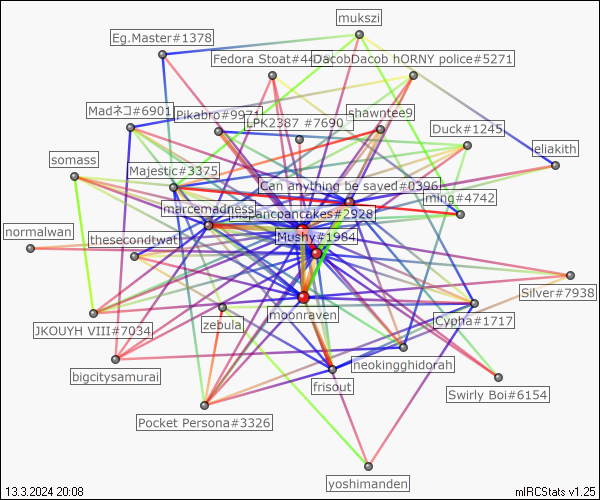 mukszi
Eg.Master#1378
Fedora Stoat#44
DacobDacob hORNY police#5271
Madネコ#6901
Pikabro#9971
LPK2387 #7690
shawntee9
Duck#1245
eliakith
somass
Majestic#3375
Can anything be saved#0396
ming#4742
marcemadness
hispanicpancakes#2928
normalwan
thesecondtwat
Mushy#1984
Silver#7938
JKOUYH VIII#7034
zebula
moonraven
Cypha#1717
bigcitysamurai
neokingghidorah
frisout
Swirly Boi#6154
Pocket Persona#3326
yoshimanden
13.3.2024 20:08
mIRCStats v1.25